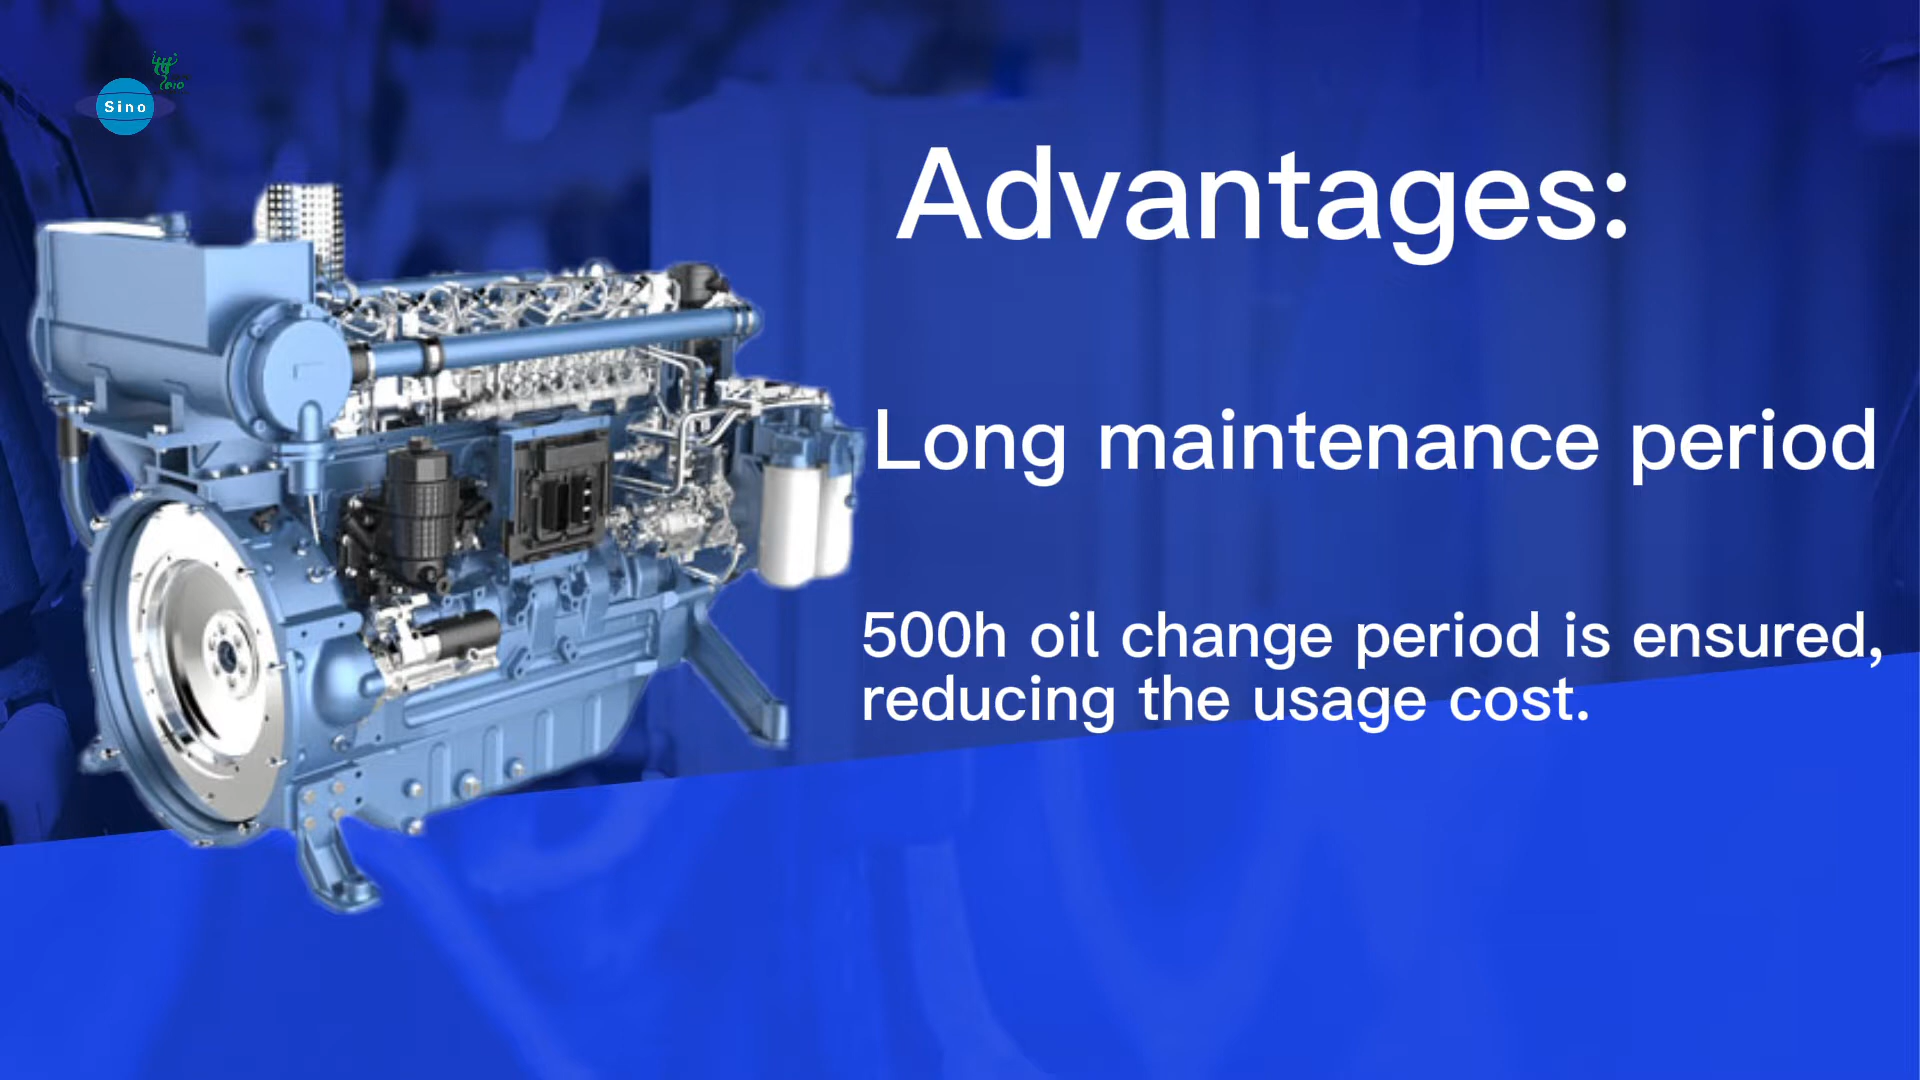 Sino
Advantages:
Long maintenance period
500h oil change period is ensured,
reducing the usage cost.